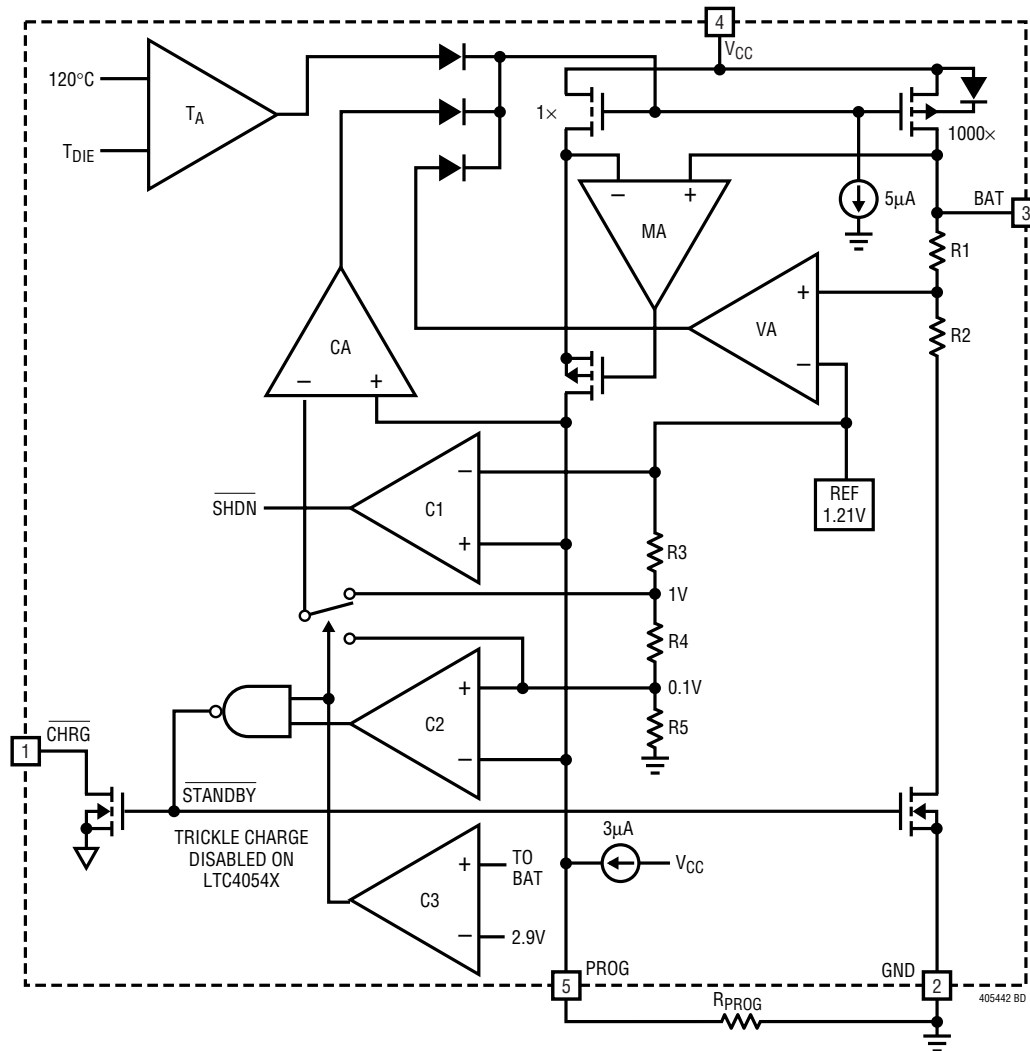 4
V̅CC
120°C
TA
TDIE
1×
1000×
5µA
BAT
3
– +
MA
R1
+
VA
–
R2
CA
– +
REF
1.21V
–
SHDN
C1
+
R3
1V
R4
+
0.1V
C2
R5
–
CHRG
1
STANDBY
TRICKLE CHARGE
DISABLED ON
LTC4054X
3µA
VCC
+
TO
BAT
C3
–
2.9V
PROG
5
GND
2
405442 BD
RPROG